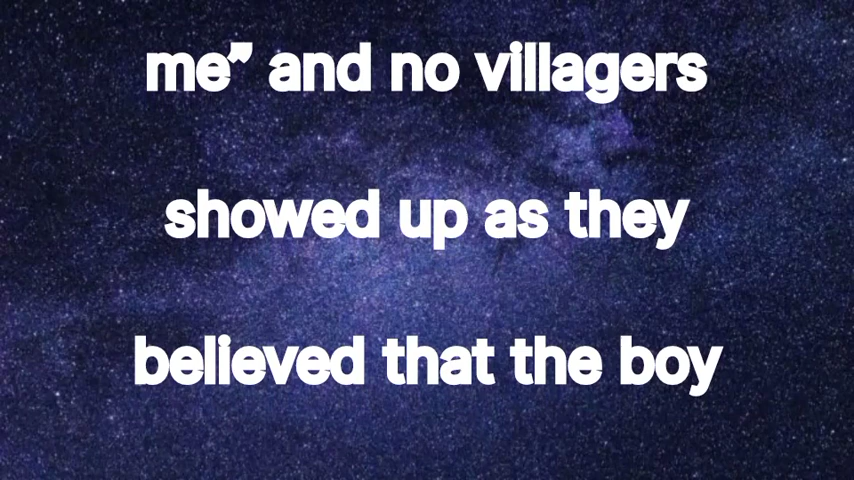 me” and no villagers
showed up as they
believed that the boy